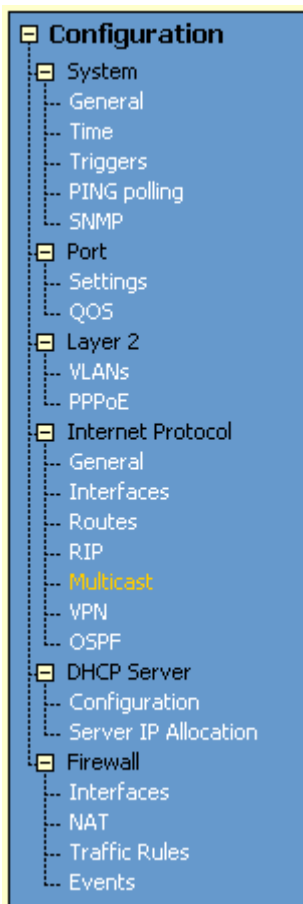 Configuration
System
General
Time
Triggers
PING polling
SNMP
Port
Settings
QOS
Layer 2
VLANs
PPPoE
Internet Protocol
General
Interfaces
Routes
RIP
Multicast
VPN
OSPF
DHCP Server
Configuration
Server IP Allocation
Firewall
Interfaces
NAT
Traffic Rules
Events